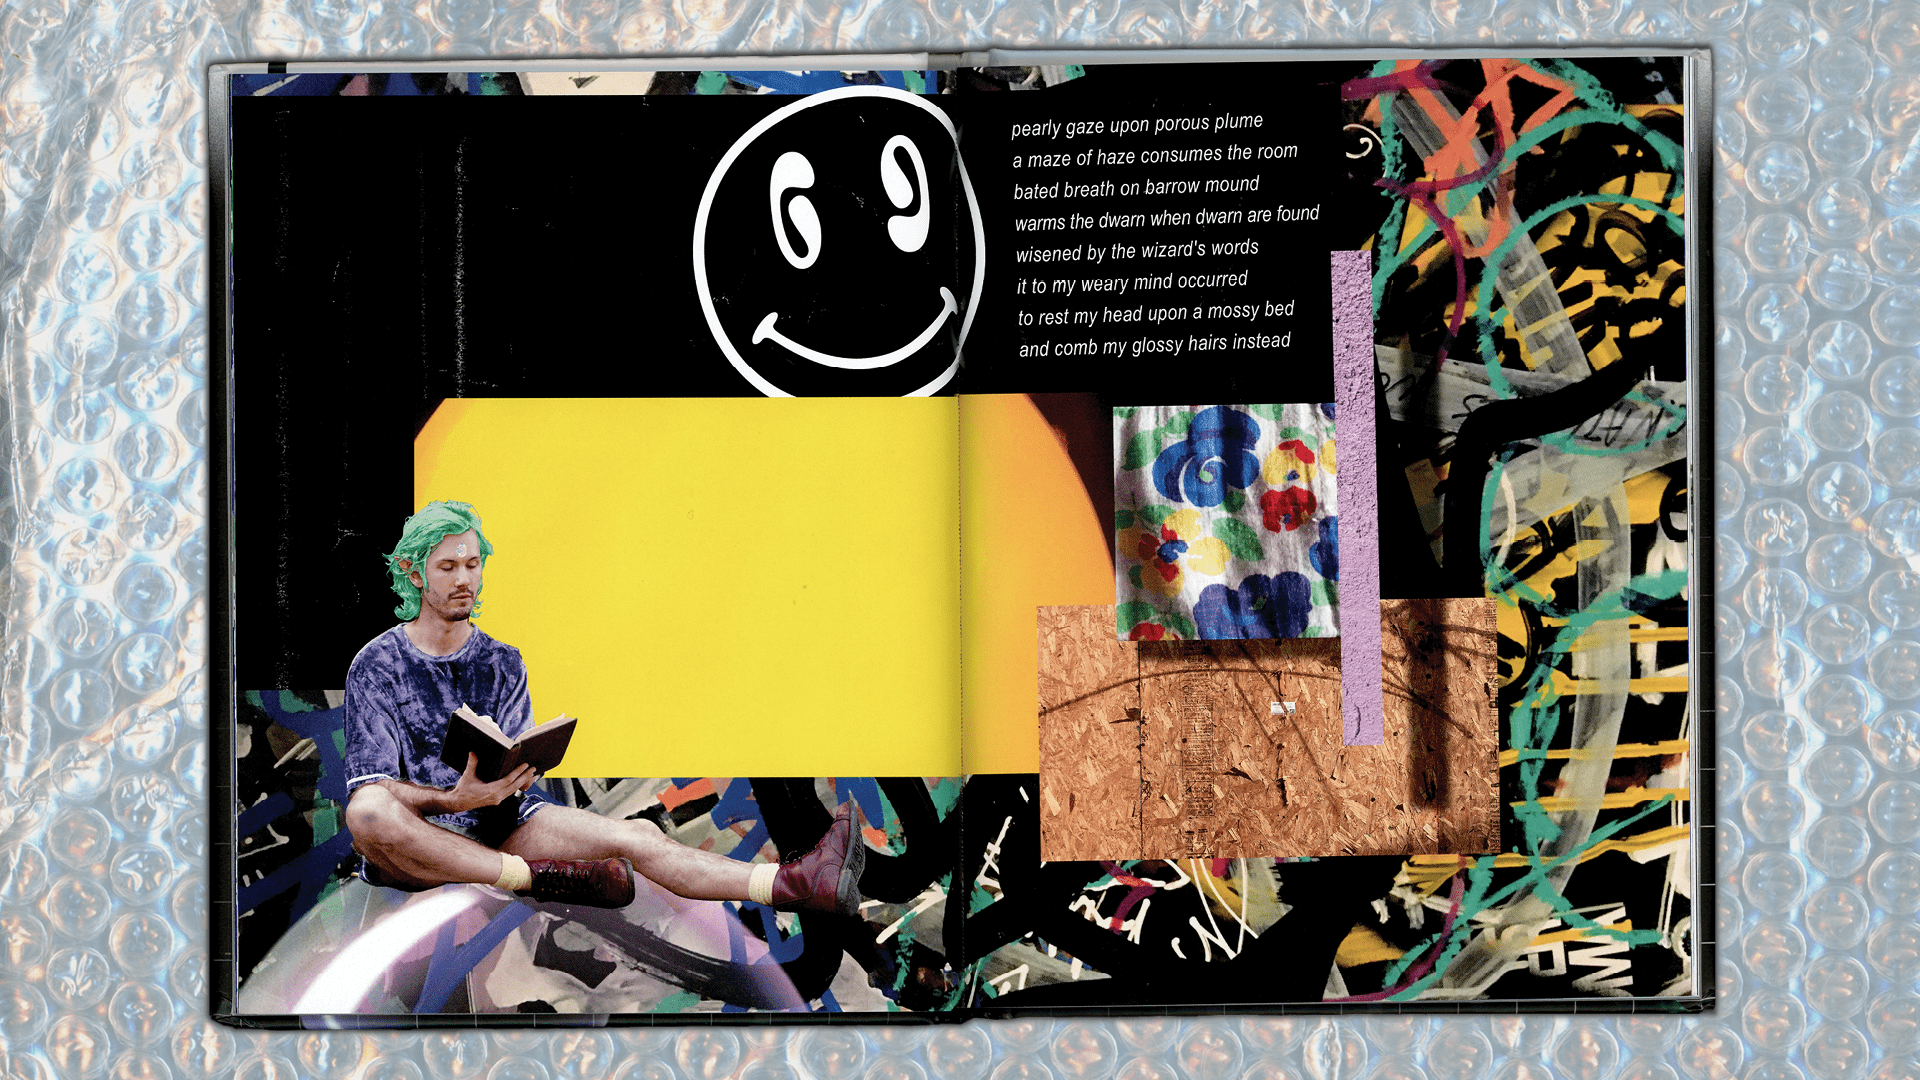 pearly gaze upon porous plume
a maze of haze consumes the room
bated breath on barrow mound
warms the dwarn when dwarn are found
wisened by the wizard's words
it to my weary mind occurred
to rest my head upon a mossy bed
and comb my glossy hairs instead